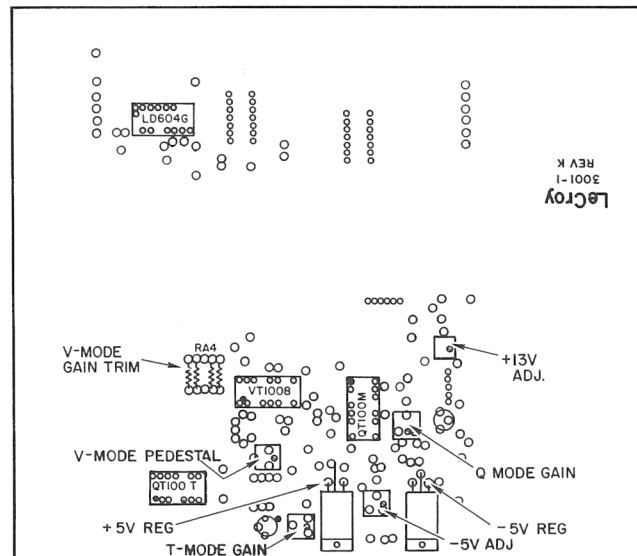 LD604G
LeCroy
3001-1
REV K
RA4
V-MODE
GAIN TRIM
+13V
ADJ.
VT1008
QT100M
V-MODE PEDESTAL
Q MODE GAIN
QT100 T
+5V REG
-5V REG
T-MODE GAIN
-5V ADJ